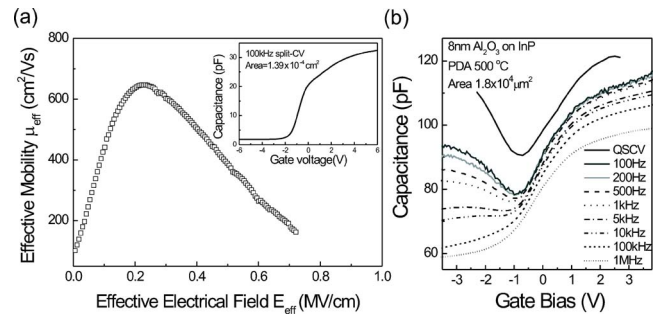 (a)
Effective Mobility μeff (cm²/Vs)
800
600
400
200
0.0 0.2 0.4 0.6 0.8 1.0
Effective Electrical Field Eeff (MV/cm)
100kHz split-CV
Area=1.39x10⁻⁴ cm²
Capacitance (pF)
30
20
10
0
-6 -4 -2 0 2 4 6
Gate voltage(V)
(b)
8nm Al₂O₃ on InP
PDA 500 °C
Area 1.8x10⁴μm²
Capacitance (pF)
120
100
80
60
QSCV
100Hz
200Hz
500Hz
1kHz
5kHz
10kHz
100kHz
1MHz
-3 -2 -1 0 1 2 3 4
Gate Bias (V)